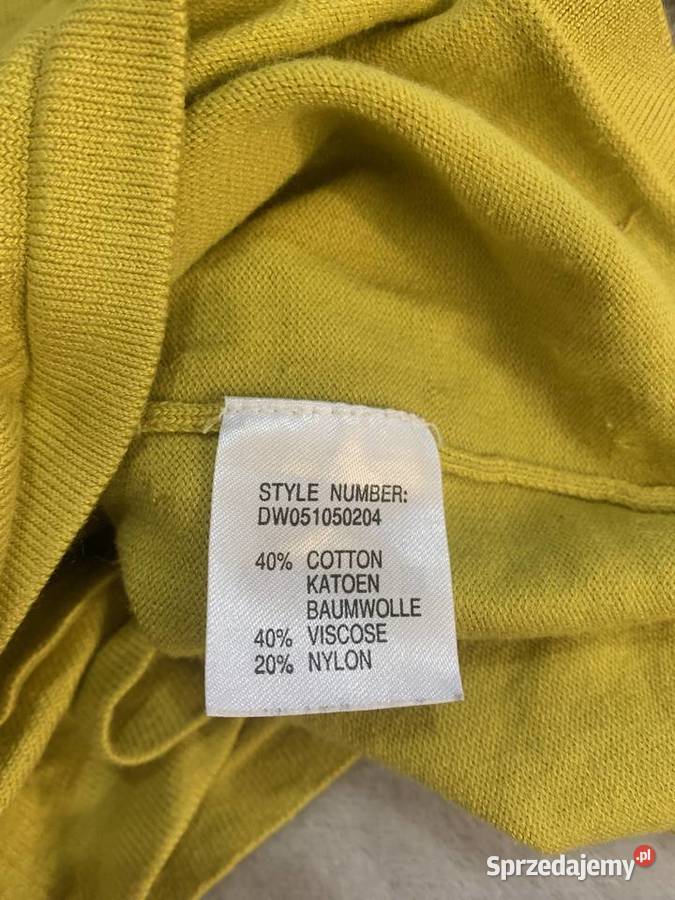 STYLE NUMBER:
DW051050204
40% COTTON
KATOEN
BAUMWOLLE
40% VISCOSE
20% NYLON
Sprzedajemy.pl